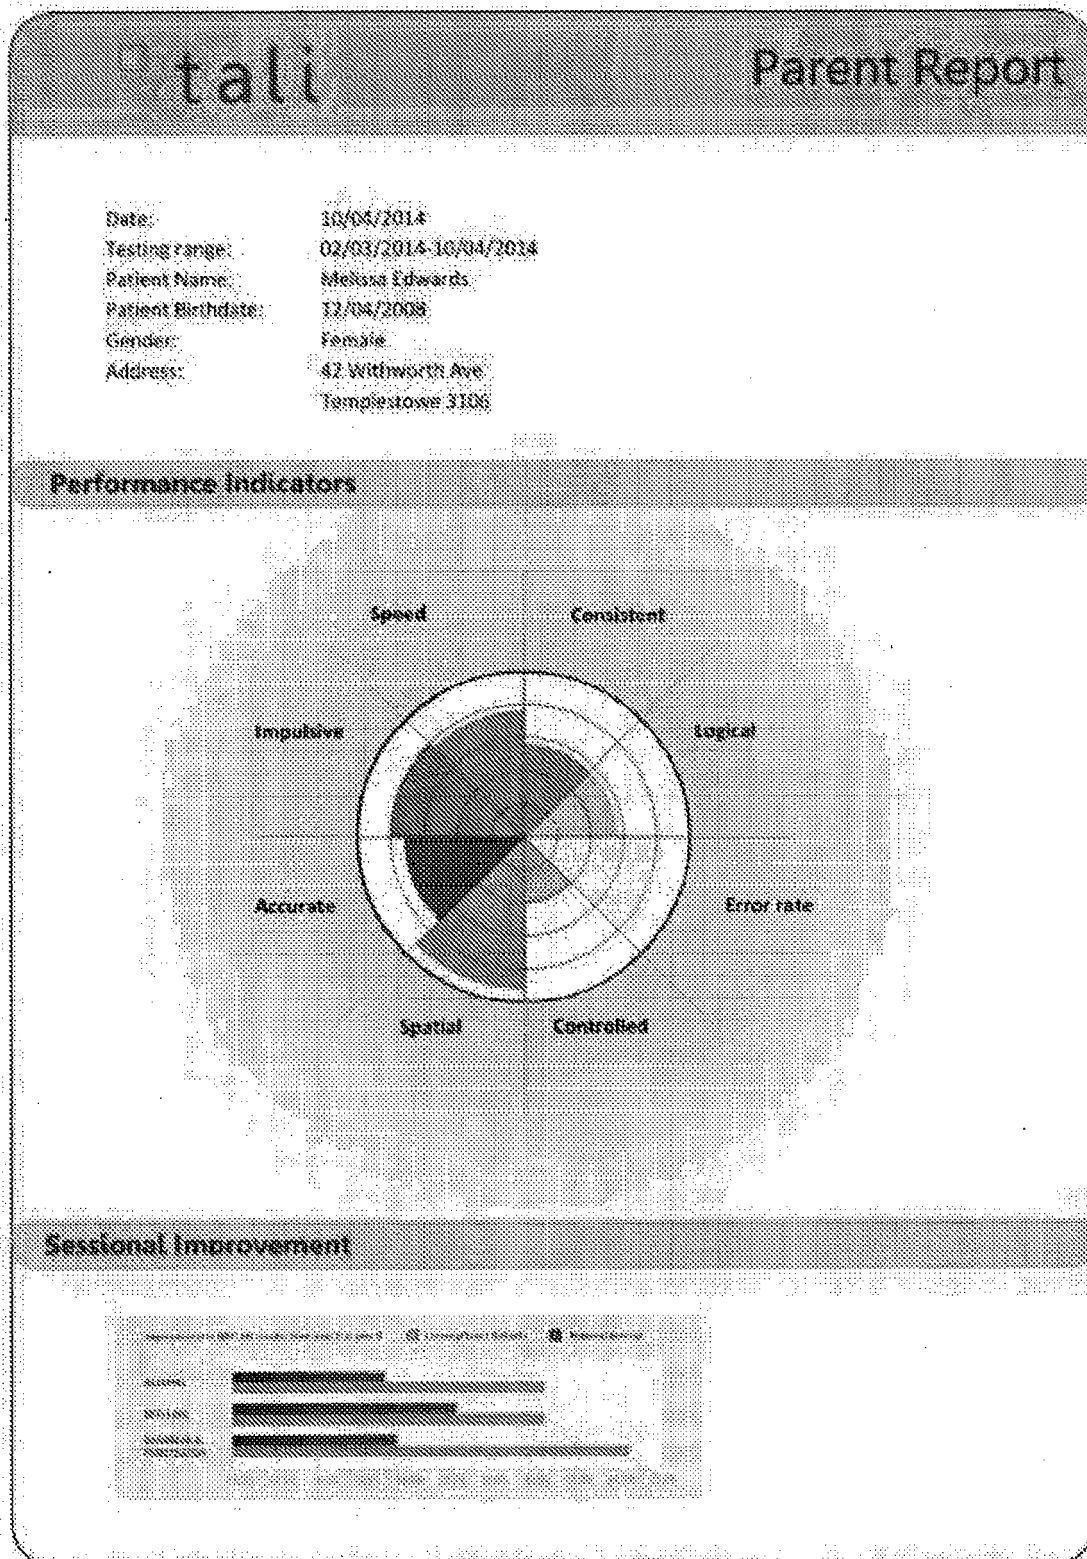 tali
Parent Report
Date: 10/04/2014
Testing range: 02/03/2014-10/04/2014
Patient Name: Melissa Edwards
Patient Birthdate: 12/04/2008
Gender: Female
Address: 42 Withworth Ave
Templestowe 3106
Performance Indicators
Speed
Consistent
Impulsive
Logical
Accurate
Error rate
Spatial
Controlled
Sessional Improvement